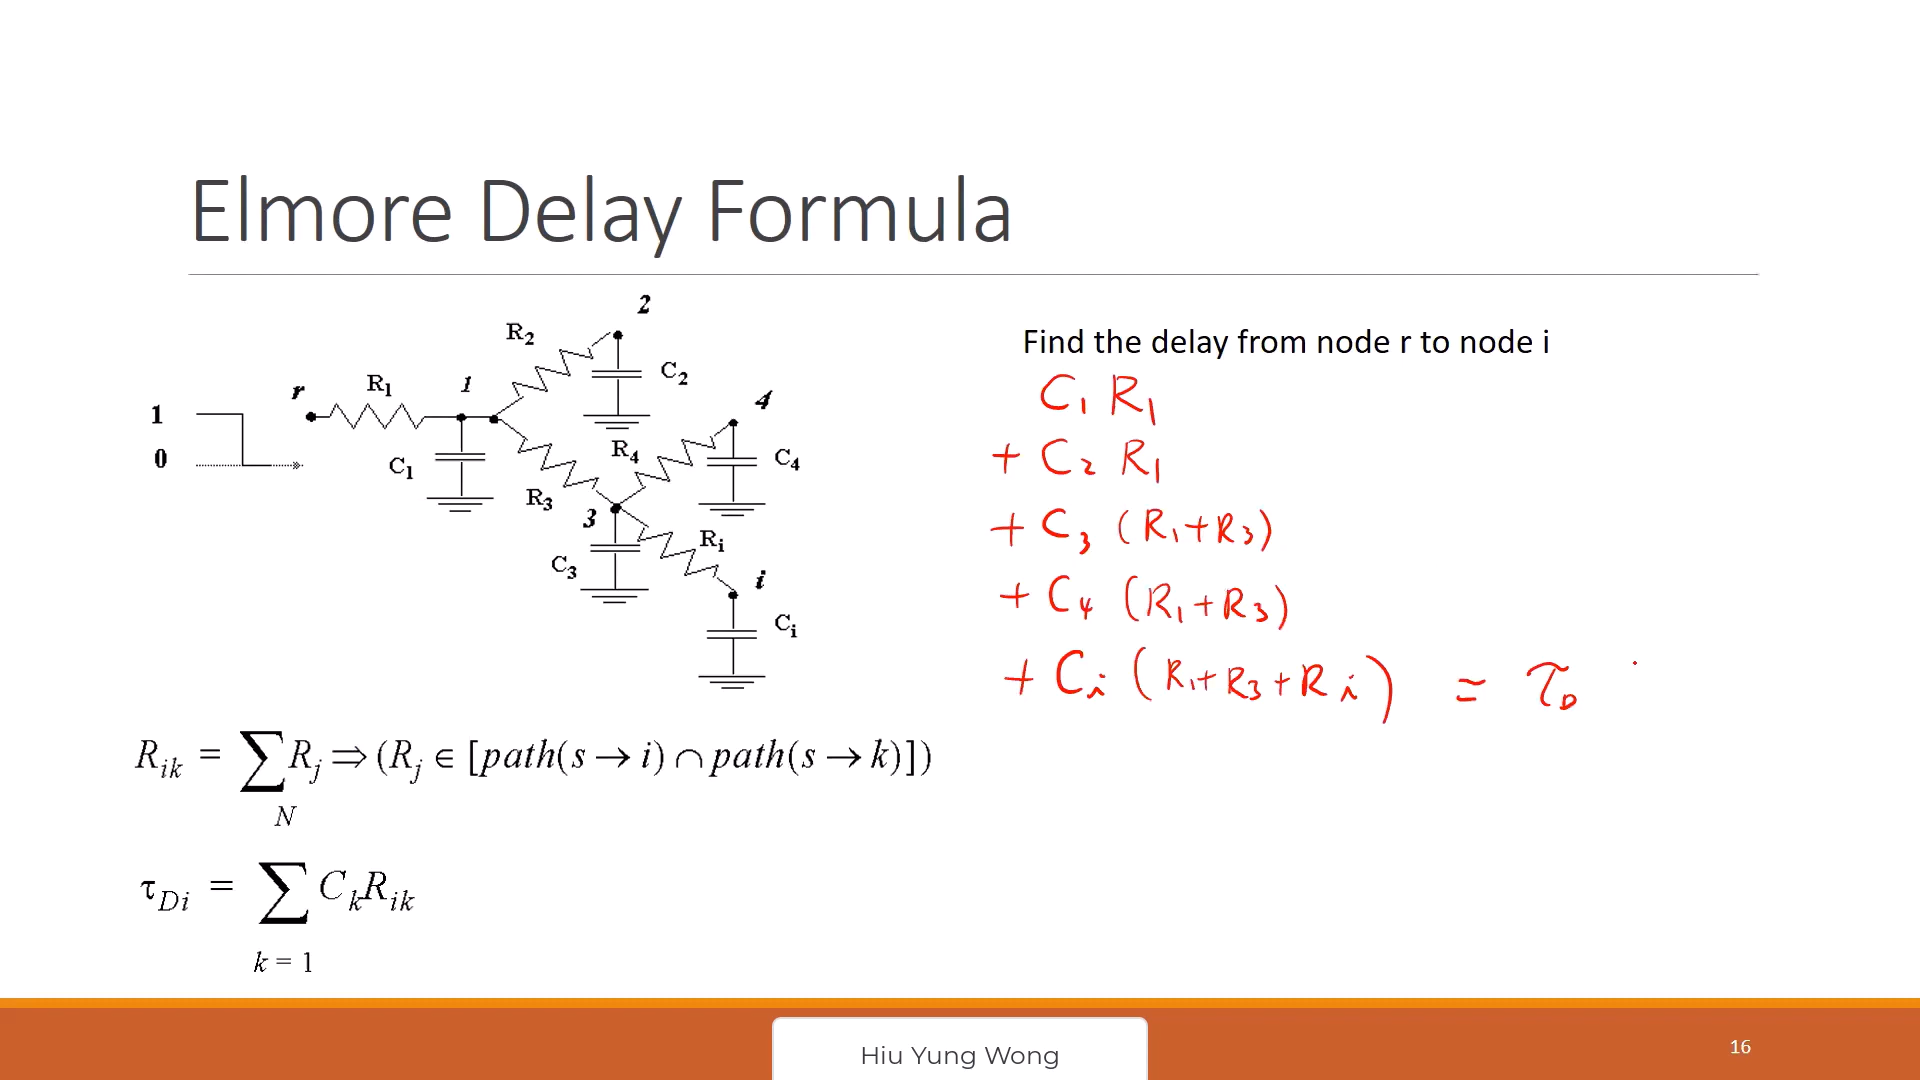 Elmore Delay Formula
2
R2
Find the delay from node r to node i
r
R1
1
C2
C1 R1
4
1
0
C1
R4
C4
+ C2 R1
R3
3
+ C3 (R1+R3)
Ri
C3
i
+ C4 (R1+R3)
Ci
+ Ci (R1+R3+Ri) = τD
Rik = ∑ Rj ⇒ (Rj ∈ [path(s → i) ∩ path(s → k)])
N
τDi = ∑ CkRik
k = 1
Hiu Yung Wong
16